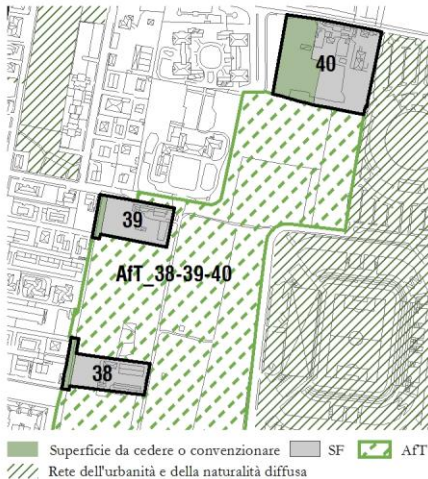 40
39
AfT_38-39-40
38
Superficie da cedere o convenzionare SF AfT
Rete dell'urbanità e della naturalità diffusa